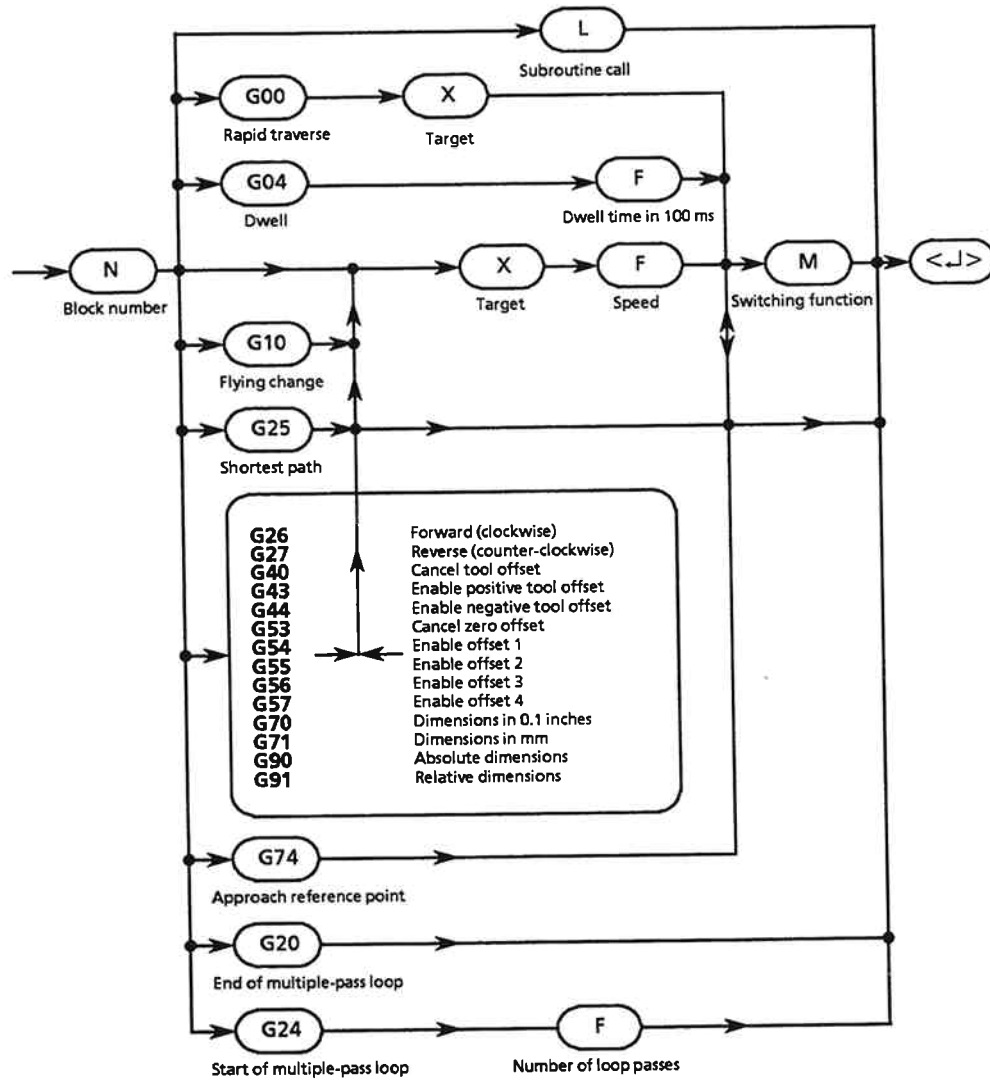 L
Subroutine call
G00
X
Rapid traverse
Target
G04
F
Dwell
Dwell time in 100 ms
N
X
F
M
<↵>
Block number
Target
Speed
Switching function
G10
Flying change
G25
Shortest path
G26 Forward (clockwise)
G27 Reverse (counter-clockwise)
G40 Cancel tool offset
G43 Enable positive tool offset
G44 Enable negative tool offset
G53 Cancel zero offset
G54 Enable offset 1
G55 Enable offset 2
G56 Enable offset 3
G57 Enable offset 4
G70 Dimensions in 0.1 inches
G71 Dimensions in mm
G90 Absolute dimensions
G91 Relative dimensions
G74
Approach reference point
G20
End of multiple-pass loop
G24
F
Start of multiple-pass loop
Number of loop passes